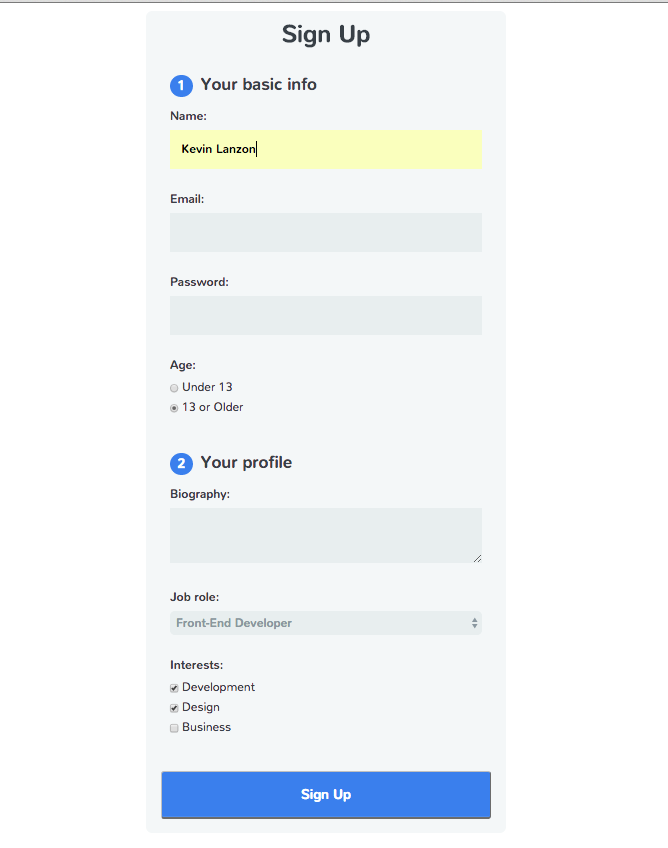 Sign Up
1 Your basic info
Name:
Kevin Lanzon
Email:
Password:
Age:
Under 13
13 or Older
2 Your profile
Biography:
Job role:
Front-End Developer
Interests:
Development
Design
Business
Sign Up